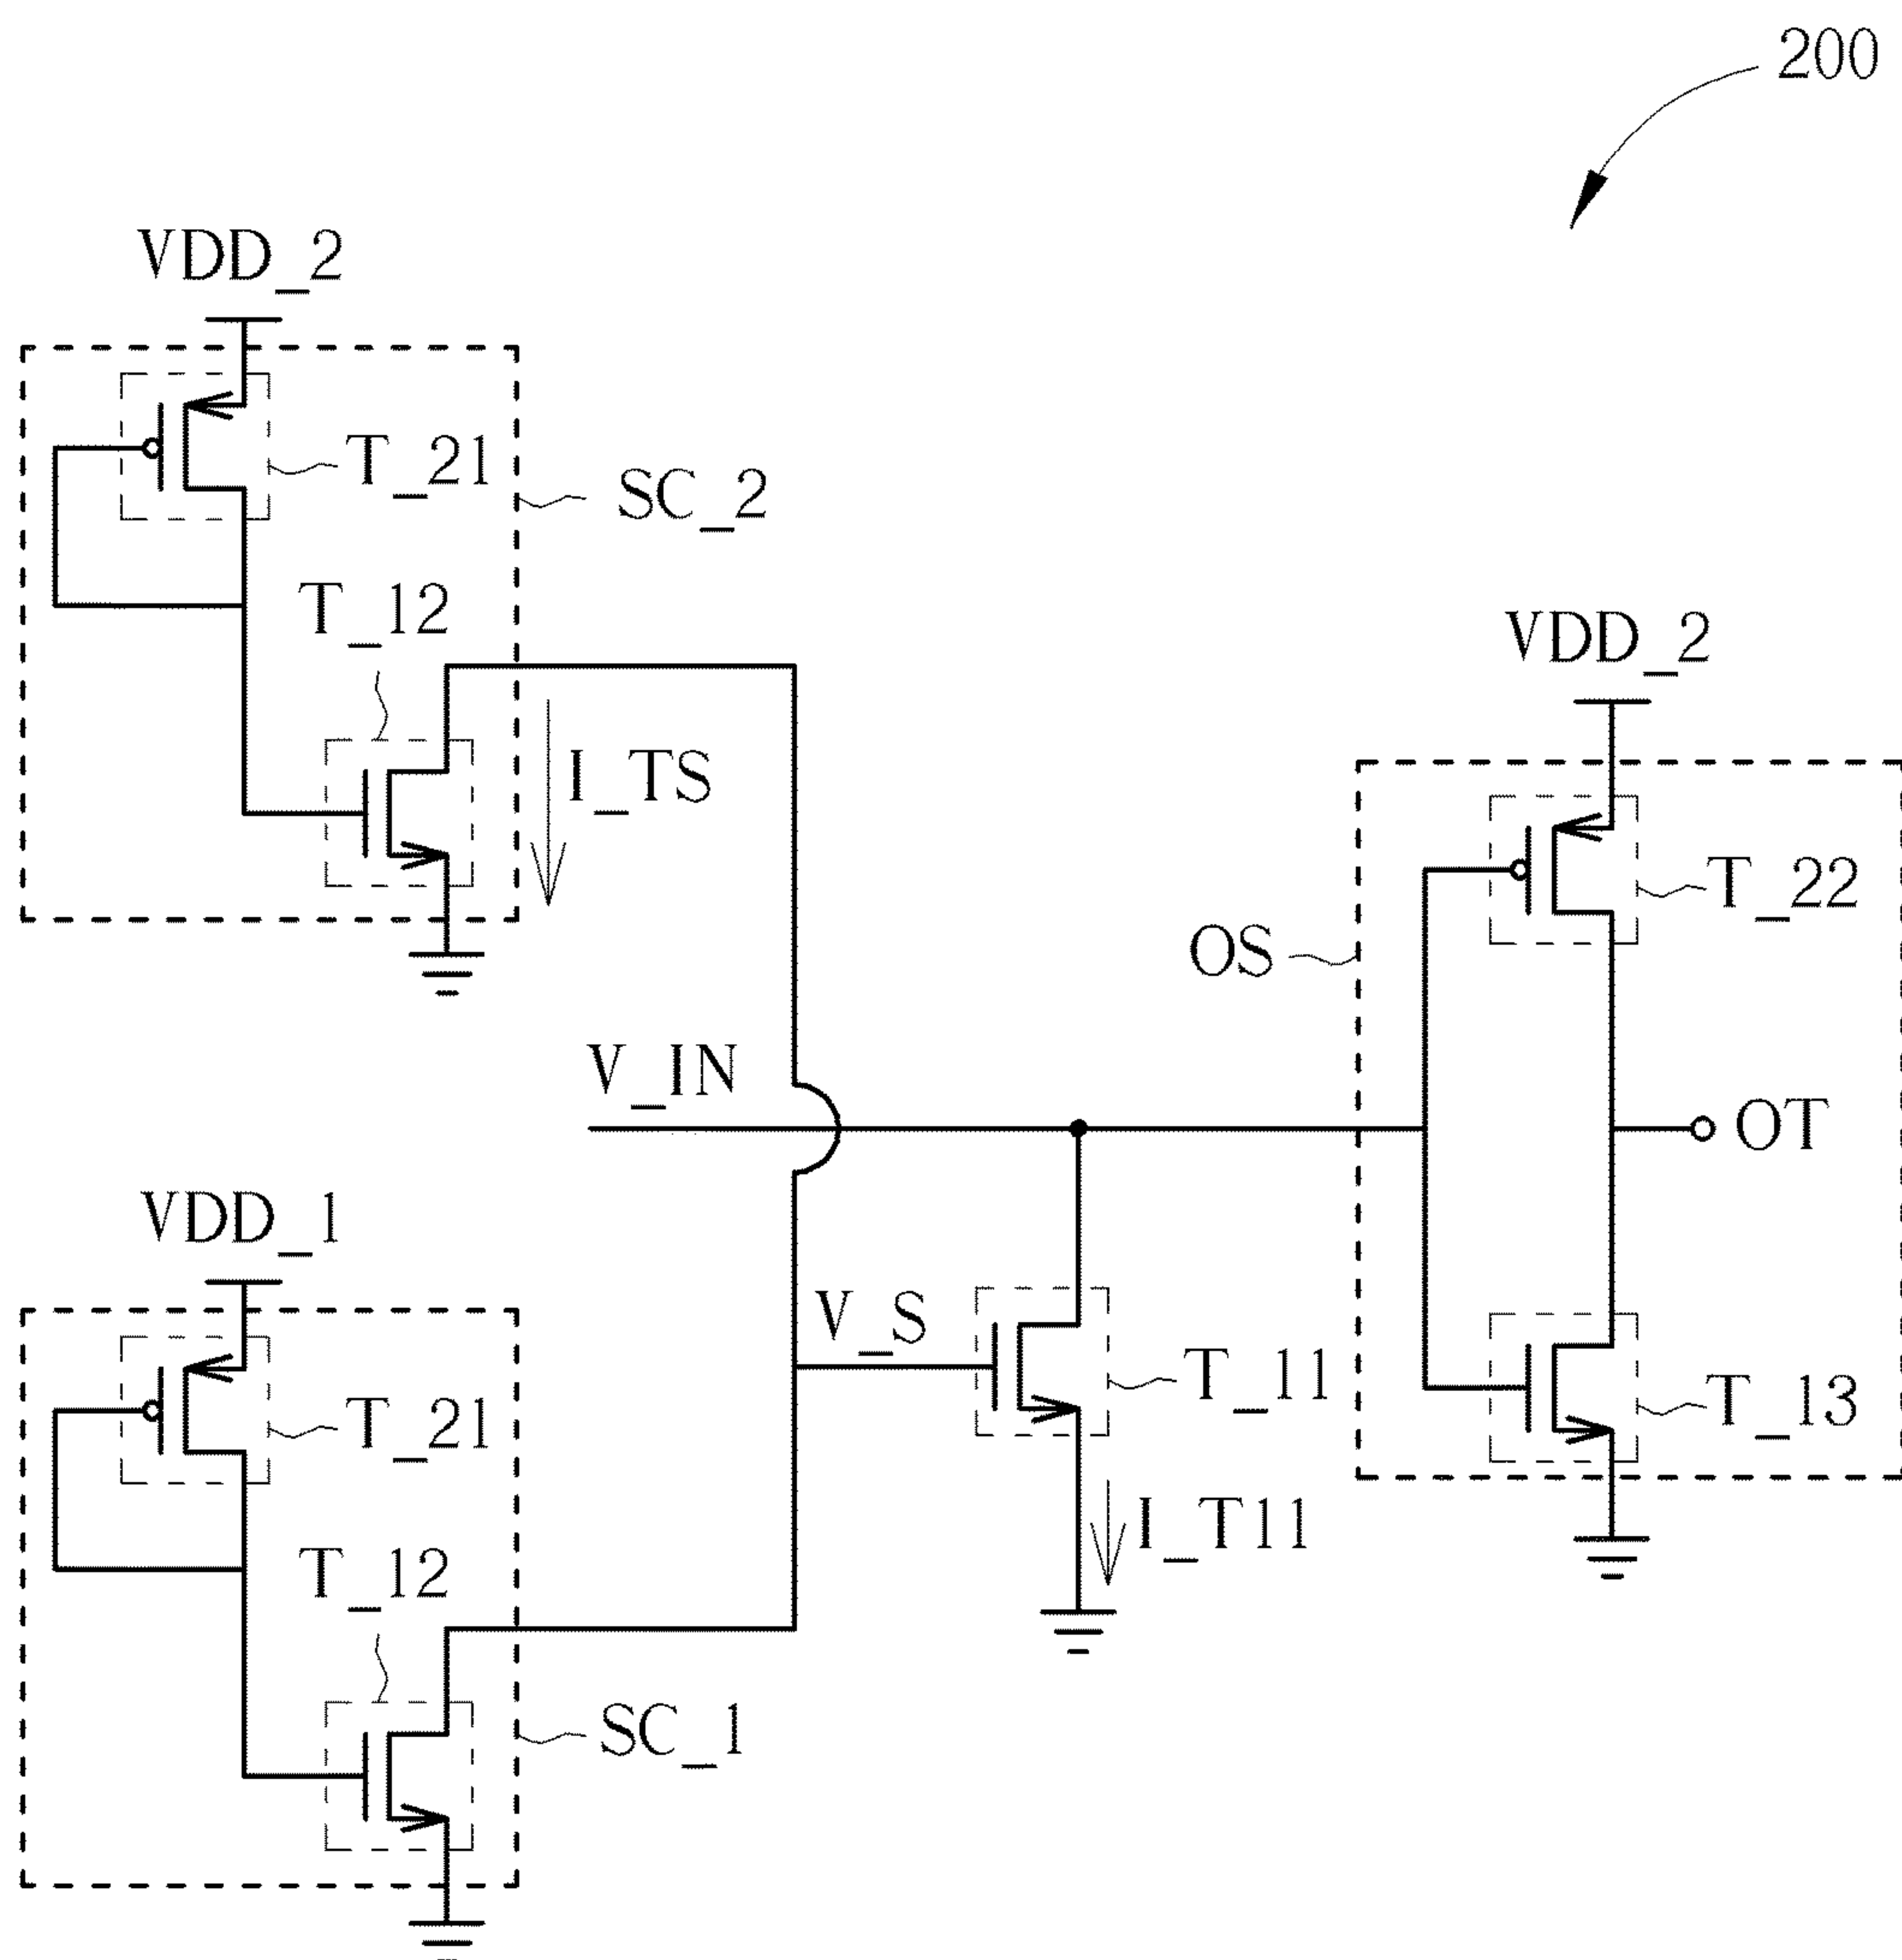 200
VDD_2
T_21
SC_2
T_12
I_TS
VDD_2
T_22
OS
V_IN
OT
VDD_1
V_S
T_11
T_21
T_13
I_T11
T_12
SC_1